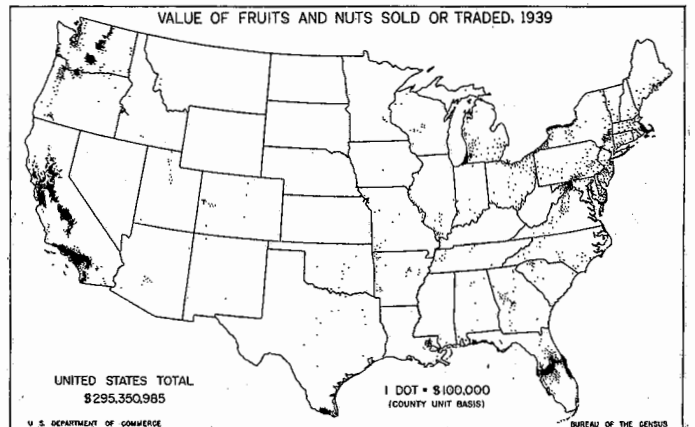 VALUE OF FRUITS AND NUTS SOLD OR TRADED, 1939
UNITED STATES TOTAL
$295,350,985
1 DOT = $100,000
(COUNTY UNIT BASIS)
U S DEPARTMENT OF COMMERCE
BUREAU OF THE CENSUS